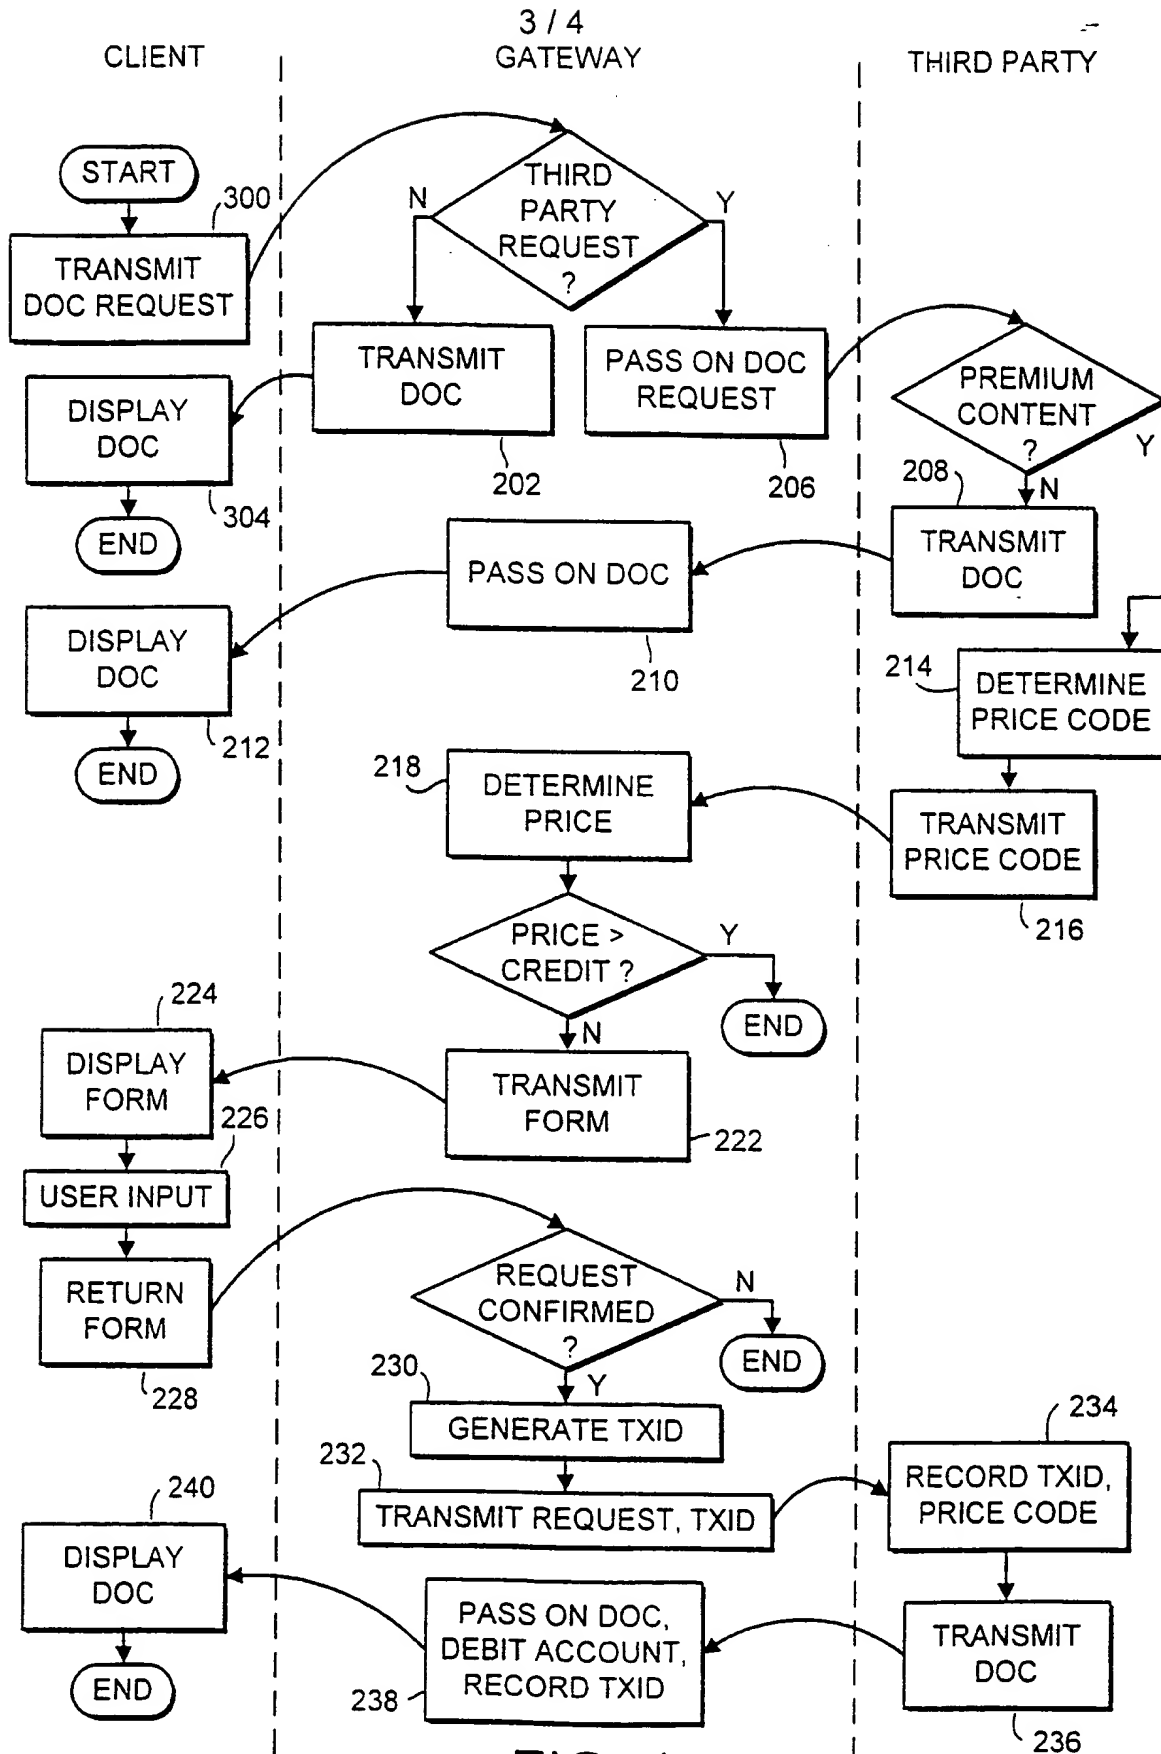 3 / 4
CLIENT
GATEWAY
THIRD PARTY
START
300
TRANSMIT
DOC REQUEST
THIRD
PARTY
REQUEST
?
N
Y
TRANSMIT
DOC
202
PASS ON DOC
REQUEST
206
PREMIUM
CONTENT
?
Y
N
DISPLAY
DOC
304
END
208
TRANSMIT
DOC
PASS ON DOC
210
DISPLAY
DOC
212
END
214
DETERMINE
PRICE CODE
TRANSMIT
PRICE CODE
216
218
DETERMINE
PRICE
PRICE >
CREDIT ?
Y
END
N
TRANSMIT
FORM
222
224
DISPLAY
FORM
226
USER INPUT
RETURN
FORM
228
REQUEST
CONFIRMED
?
N
END
Y
230
GENERATE TXID
232
TRANSMIT REQUEST, TXID
234
RECORD TXID,
PRICE CODE
TRANSMIT
DOC
236
PASS ON DOC,
DEBIT ACCOUNT,
RECORD TXID
238
240
DISPLAY
DOC
END